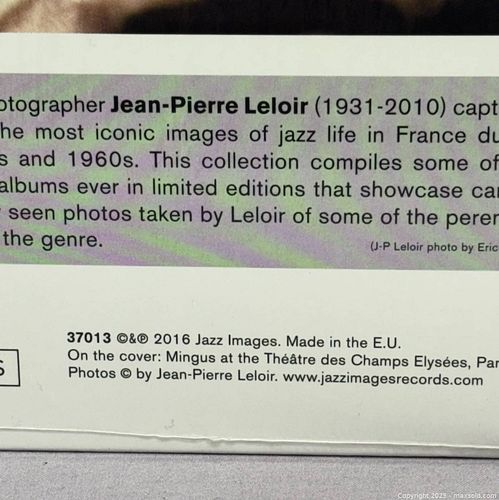 otographer Jean-Pierre Leloir (1931-2010) capt
he most iconic images of jazz life in France du
s and 1960s. This collection compiles some of
albums ever in limited editions that showcase car
seen photos taken by Leloir of some of the peren
the genre.
(J-P Leloir photo by Eric
37013 ©&℗ 2016 Jazz Images. Made in the E.U.
On the cover: Mingus at the Théâtre des Champs Elysées, Par
S
Photos © by Jean-Pierre Leloir. www.jazzimagesrecords.com
Copyright 2023 - maxsold.com